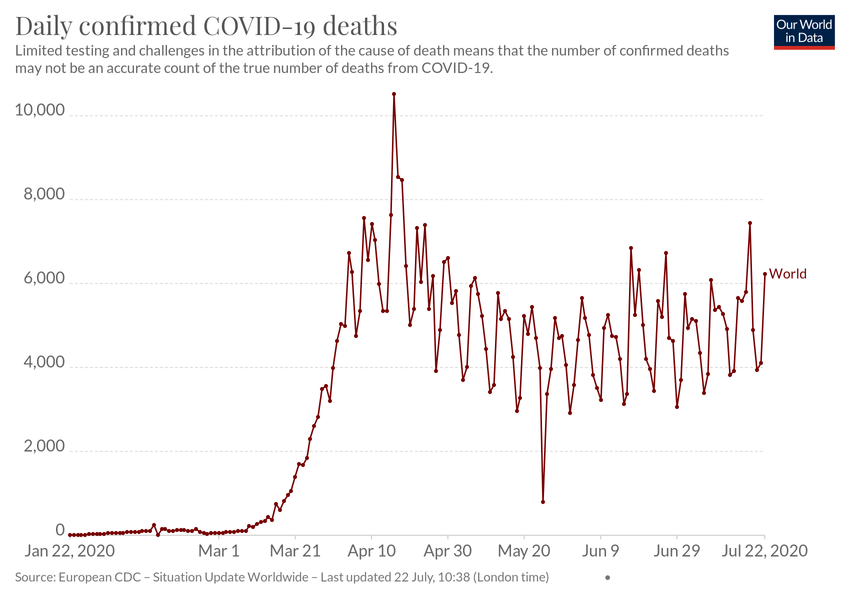 Daily confirmed COVID-19 deaths
Our World
in Data
Limited testing and challenges in the attribution of the cause of death means that the number of confirmed deaths
may not be an accurate count of the true number of deaths from COVID-19.
10,000
8,000
6,000
World
4,000
2,000
0
Jan 22, 2020 Mar 1 Mar 21 Apr 10 Apr 30 May 20 Jun 9 Jun 29 Jul 22, 2020
Source: European CDC – Situation Update Worldwide – Last updated 22 July, 10:38 (London time) •